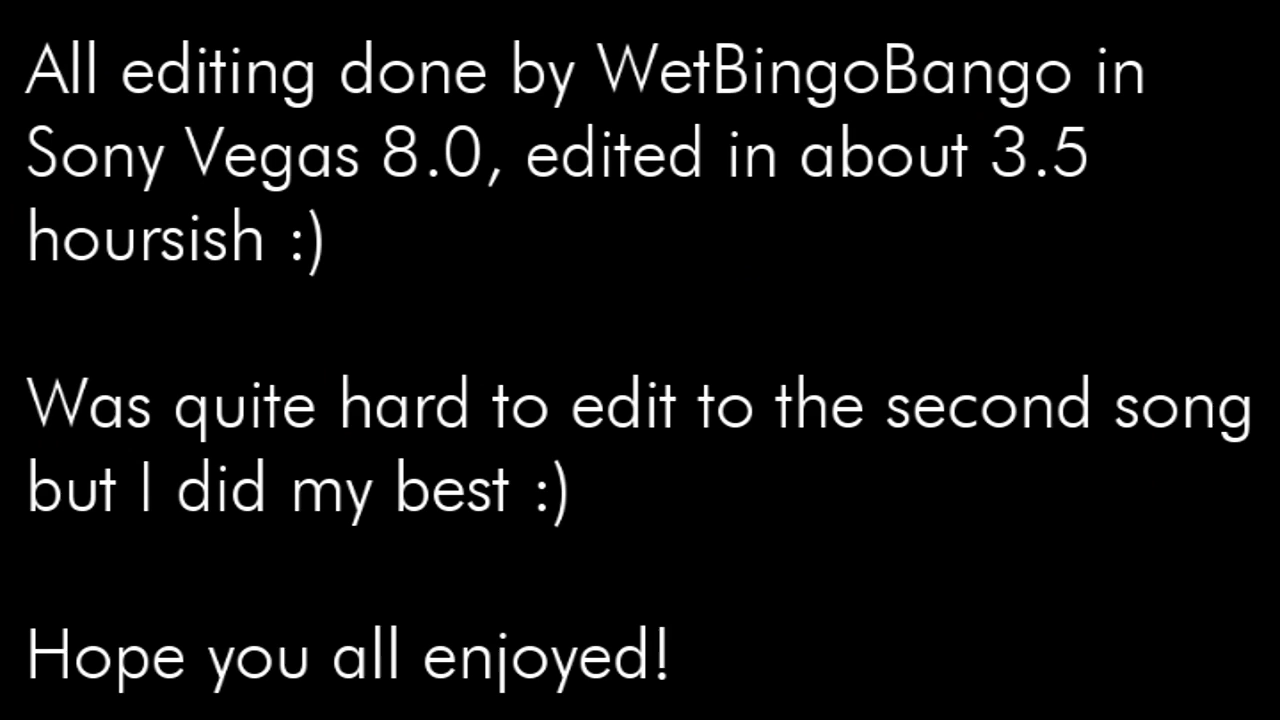 All editing done by WetBingoBango in
Sony Vegas 8.0, edited in about 3.5
hoursish :)
Was quite hard to edit to the second song
but I did my best :)
Hope you all enjoyed!